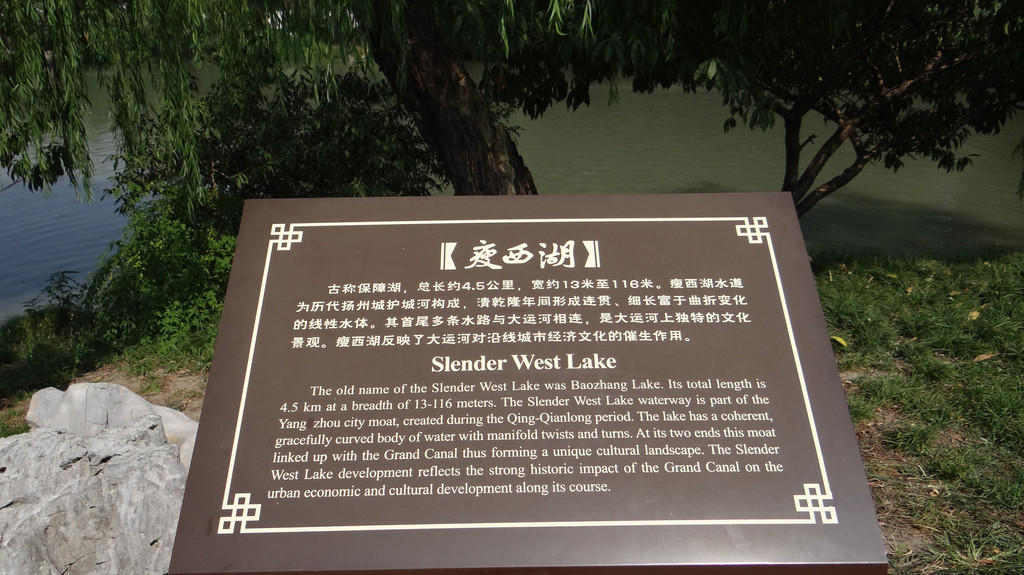 【瘦西湖】
古称保障湖，总长约4.5公里，宽约13米至116米。瘦西湖水道
为历代扬州城护城河构成，清乾隆年间形成连贯、细长富于曲折变化
的线性水体。其首尾多条水路与大运河相连，是大运河上独特的文化
景观。瘦西湖反映了大运河对沿线城市经济文化的催生作用。
Slender West Lake
The old name of the Slender West Lake was Baozhang Lake. Its total length is
4.5 km at a breadth of 13-116 meters. The Slender West Lake waterway is part of the
Yang zhou city moat, created during the Qing-Qianlong period. The lake has a coherent,
gracefully curved body of water with manifold twists and turns. At its two ends this moat
linked up with the Grand Canal thus forming a unique cultural landscape. The Slender
West Lake development reflects the strong historic impact of the Grand Canal on the
urban economic and cultural development along its course.